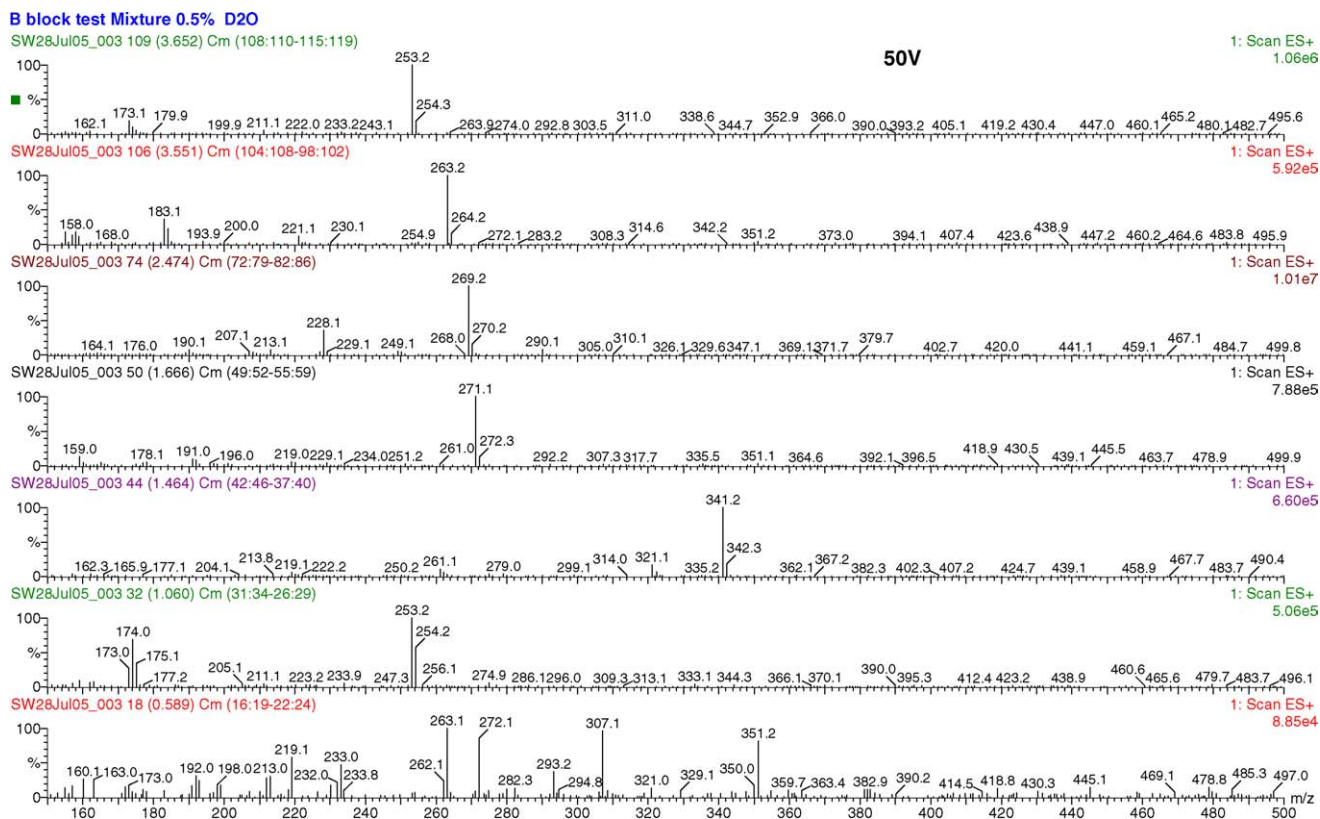 B block test Mixture 0.5%  D2O
SW28Jul05_003 109 (3.652) Cm (108:110-115:119)
1: Scan ES+
1.06e6
50V
100
%
0
162.1 173.1 179.9 199.9 211.1 222.0 233.2 243.1 253.2 254.3 263.9 274.0 292.8 303.5 311.0 338.6 344.7 352.9 366.0 390.0 393.2 405.1 419.2 430.4 447.0 460.1 465.2 480.1 482.7 495.6
SW28Jul05_003 106 (3.551) Cm (104:108-98:102)
1: Scan ES+
5.92e5
100
%
0
158.0 168.0 183.1 193.9 200.0 221.1 230.1 254.9 263.2 264.2 272.1 283.2 308.3 314.6 342.2 351.2 373.0 394.1 407.4 423.6 438.9 447.2 460.2 464.6 483.8 495.9
SW28Jul05_003 74 (2.474) Cm (72:79-82:86)
1: Scan ES+
1.01e7
100
%
0
164.1 176.0 190.1 207.1 213.1 228.1 229.1 249.1 268.0 269.2 270.2 290.1 305.0 310.1 326.1 329.6 347.1 369.1 371.7 379.7 402.7 420.0 441.1 459.1 467.1 484.7 499.8
SW28Jul05_003 50 (1.666) Cm (49:52-55:59)
1: Scan ES+
7.88e5
100
%
0
159.0 178.1 191.0 196.0 219.0 229.1 234.0 251.2 261.0 271.1 272.3 292.2 307.3 317.7 335.5 351.1 364.6 392.1 396.5 418.9 430.5 439.1 445.5 463.7 478.9 499.9
SW28Jul05_003 44 (1.464) Cm (42:46-37:40)
1: Scan ES+
6.60e5
100
%
0
162.3 165.9 177.1 204.1 213.8 219.1 222.2 250.2 261.1 279.0 299.1 314.0 321.1 335.2 341.2 342.3 362.1 367.2 382.3 402.3 407.2 424.7 439.1 458.9 467.7 483.7 490.4
SW28Jul05_003 32 (1.060) Cm (31:34-26:29)
1: Scan ES+
5.06e5
100
%
0
173.0 174.0 175.1 177.2 205.1 211.1 223.2 233.9 247.3 253.2 254.2 256.1 274.9 286.1 296.0 309.3 313.1 333.1 344.3 366.1 370.1 390.0 395.3 412.4 423.2 438.9 460.6 465.6 479.7 483.7 496.1
SW28Jul05_003 18 (0.589) Cm (16:19-22:24)
1: Scan ES+
8.85e4
100
%
0
160.1 163.0 173.0 192.0 198.0 213.0 219.1 232.0 233.0 233.8 262.1 263.1 272.1 282.3 293.2 294.8 307.1 321.0 329.1 350.0 351.2 359.7 363.4 382.9 390.2 414.5 418.8 430.3 445.1 469.1 478.8 485.3 497.0
m/z
160 180 200 220 240 260 280 300 320 340 360 380 400 420 440 460 480 500